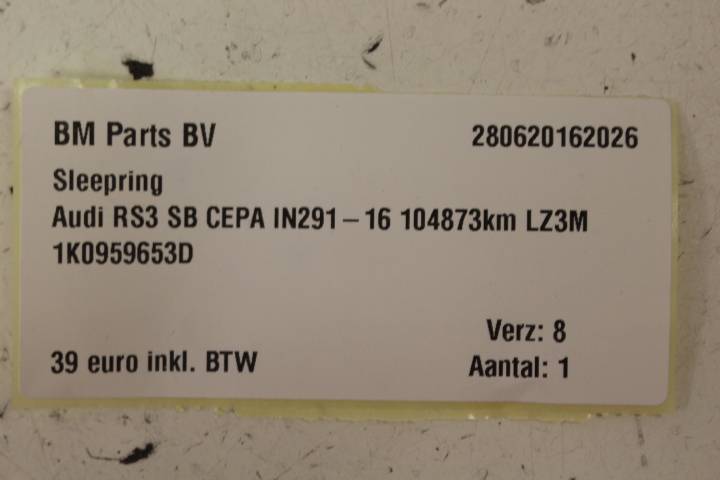 BM Parts BV 280620162026
Sleepring
Audi RS3 SB CEPA IN291-16 104873km LZ3M
1K0959653D
Verz: 8
39 euro inkl. BTW Aantal: 1